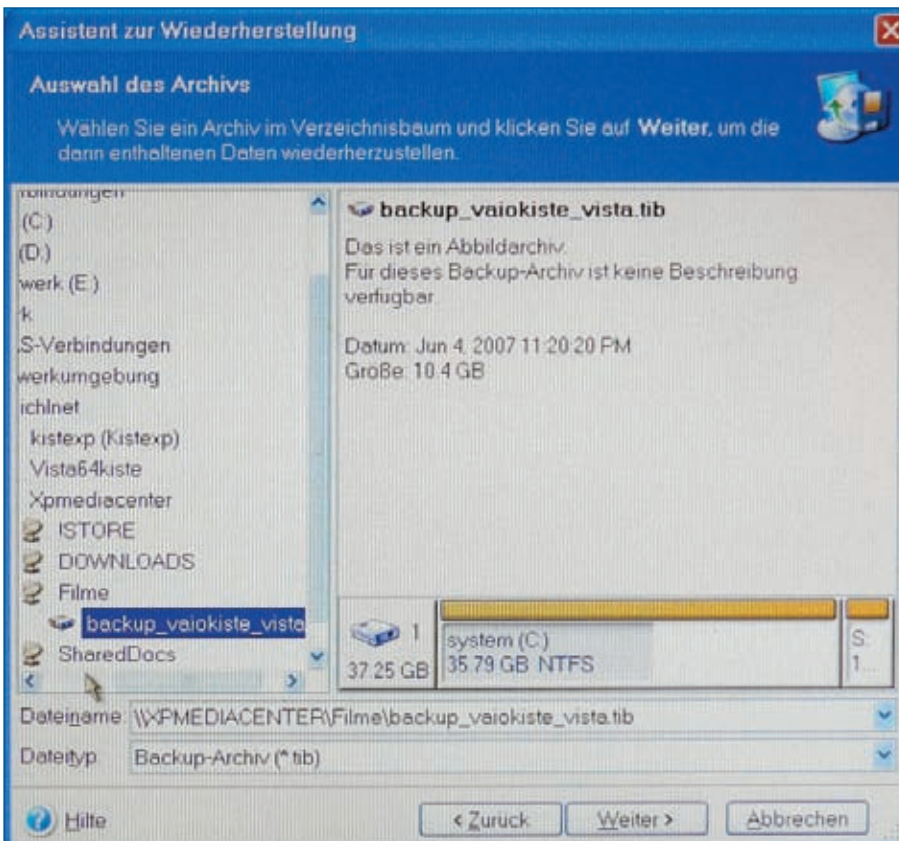 Assistent zur Wiederherstellung
Auswahl des Archivs
Wählen Sie ein Archiv im Verzeichnisbaum und klicken Sie auf Weiter, um die
darin enthaltenen Daten wiederherzustellen.
rbindungen
(C:)
(D:)
werk (E:)
k
S-Verbindungen
werkumgebung
ichlnet
kistexp (Kistexp)
Vista64kiste
Xpmediacenter
ISTORE
DOWNLOADS
Filme
backup_vaiokiste_vista
SharedDocs
backup_vaiokiste_vista.tib
Das ist ein Abbildarchiv.
Für dieses Backup-Archiv ist keine Beschreibung
verfügbar.
Datum: Jun 4, 2007 11:20:20 PM
Größe: 10.4 GB
1
37.25 GB
system (C:)
35.79 GB NTFS
S:
1...
Dateiname: \\XPMEDIACENTER\Filme\backup_vaiokiste_vista.tib
Dateityp: Backup-Archiv (*.tib)
Hilfe
< Zurück
Weiter >
Abbrechen